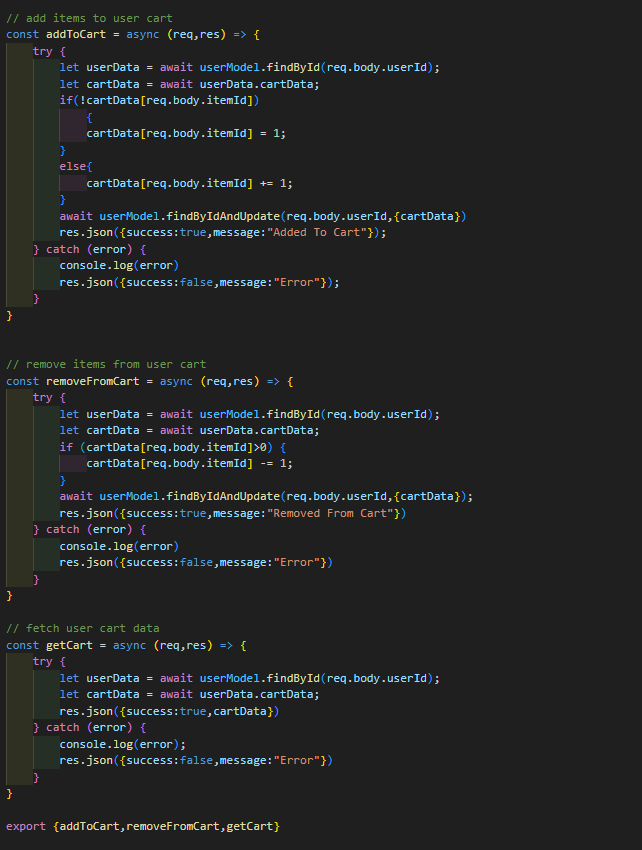 // add items to user cart
const addToCart = async (req,res) => {
    try {
        let userData = await userModel.findById(req.body.userId);
        let cartData = await userData.cartData;
        if(!cartData[req.body.itemId])
            {
            cartData[req.body.itemId] = 1;
        }
        else{
            cartData[req.body.itemId] += 1;
        }
        await userModel.findByIdAndUpdate(req.body.userId,{cartData})
        res.json({success:true,message:"Added To Cart"});
    } catch (error) {
        console.log(error)
        res.json({success:false,message:"Error"});
    }
}
// remove items from user cart
const removeFromCart = async (req,res) => {
    try {
        let userData = await userModel.findById(req.body.userId);
        let cartData = await userData.cartData;
        if (cartData[req.body.itemId]>0) {
            cartData[req.body.itemId] -= 1;
        }
        await userModel.findByIdAndUpdate(req.body.userId,{cartData});
        res.json({success:true,message:"Removed From Cart"})
    } catch (error) {
        console.log(error)
        res.json({success:false,message:"Error"})
    }
}
// fetch user cart data
const getCart = async (req,res) => {
    try {
        let userData = await userModel.findById(req.body.userId);
        let cartData = await userData.cartData;
        res.json({success:true,cartData})
    } catch (error) {
        console.log(error);
        res.json({success:false,message:"Error"})
    }
}
export {addToCart,removeFromCart,getCart}